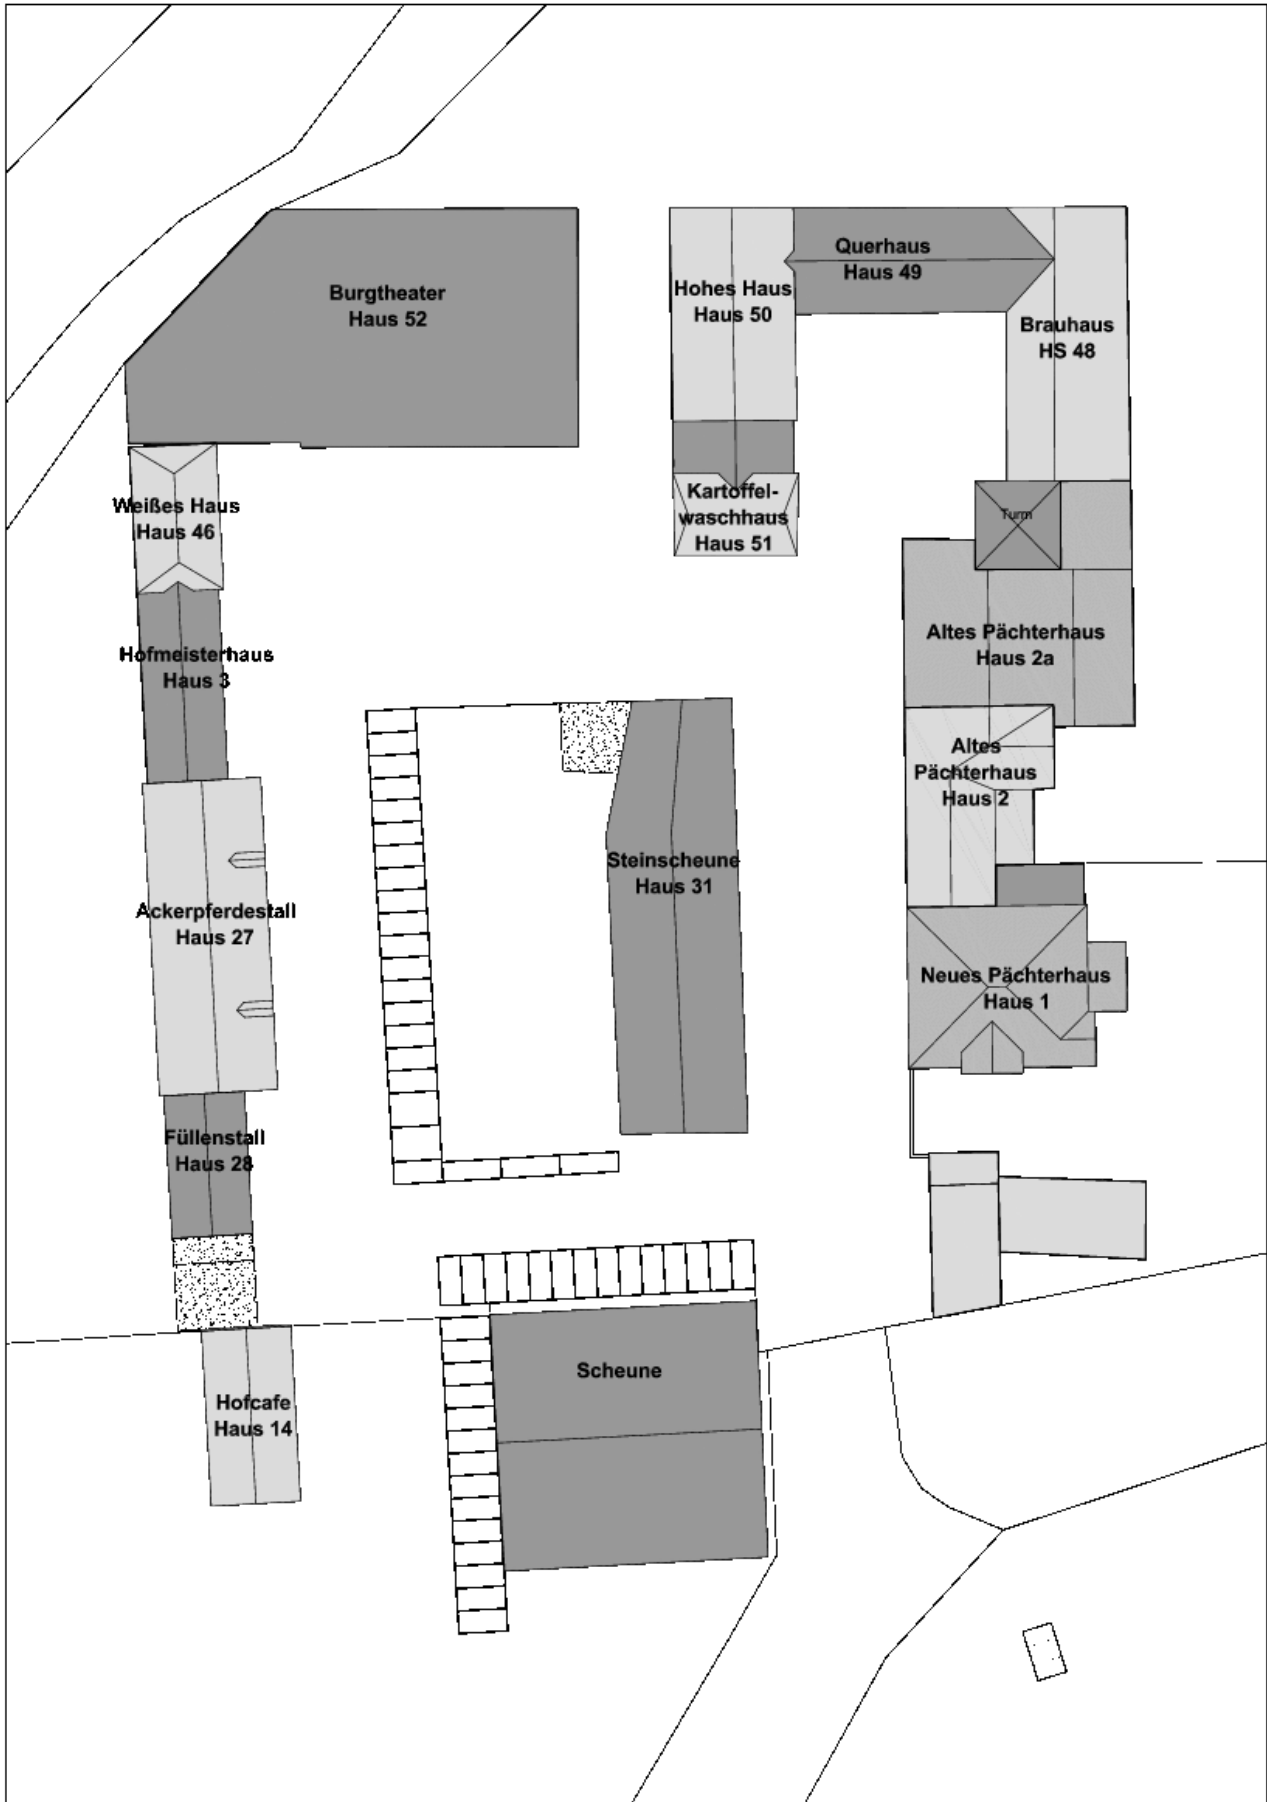 Burgtheater
Haus 52
Hohes Haus
Haus 50
Querhaus
Haus 49
Brauhaus
HS 48
Weißes Haus
Haus 46
Kartoffel-
waschhaus
Haus 51
Turm
Hofmeisterhaus
Haus 3
Altes Pächterhaus
Haus 2a
Altes
Pächterhaus
Haus 2
Steinscheune
Haus 31
Ackerpferdestall
Haus 27
Neues Pächterhaus
Haus 1
Füllenstall
Haus 28
Scheune
Hofcafe
Haus 14